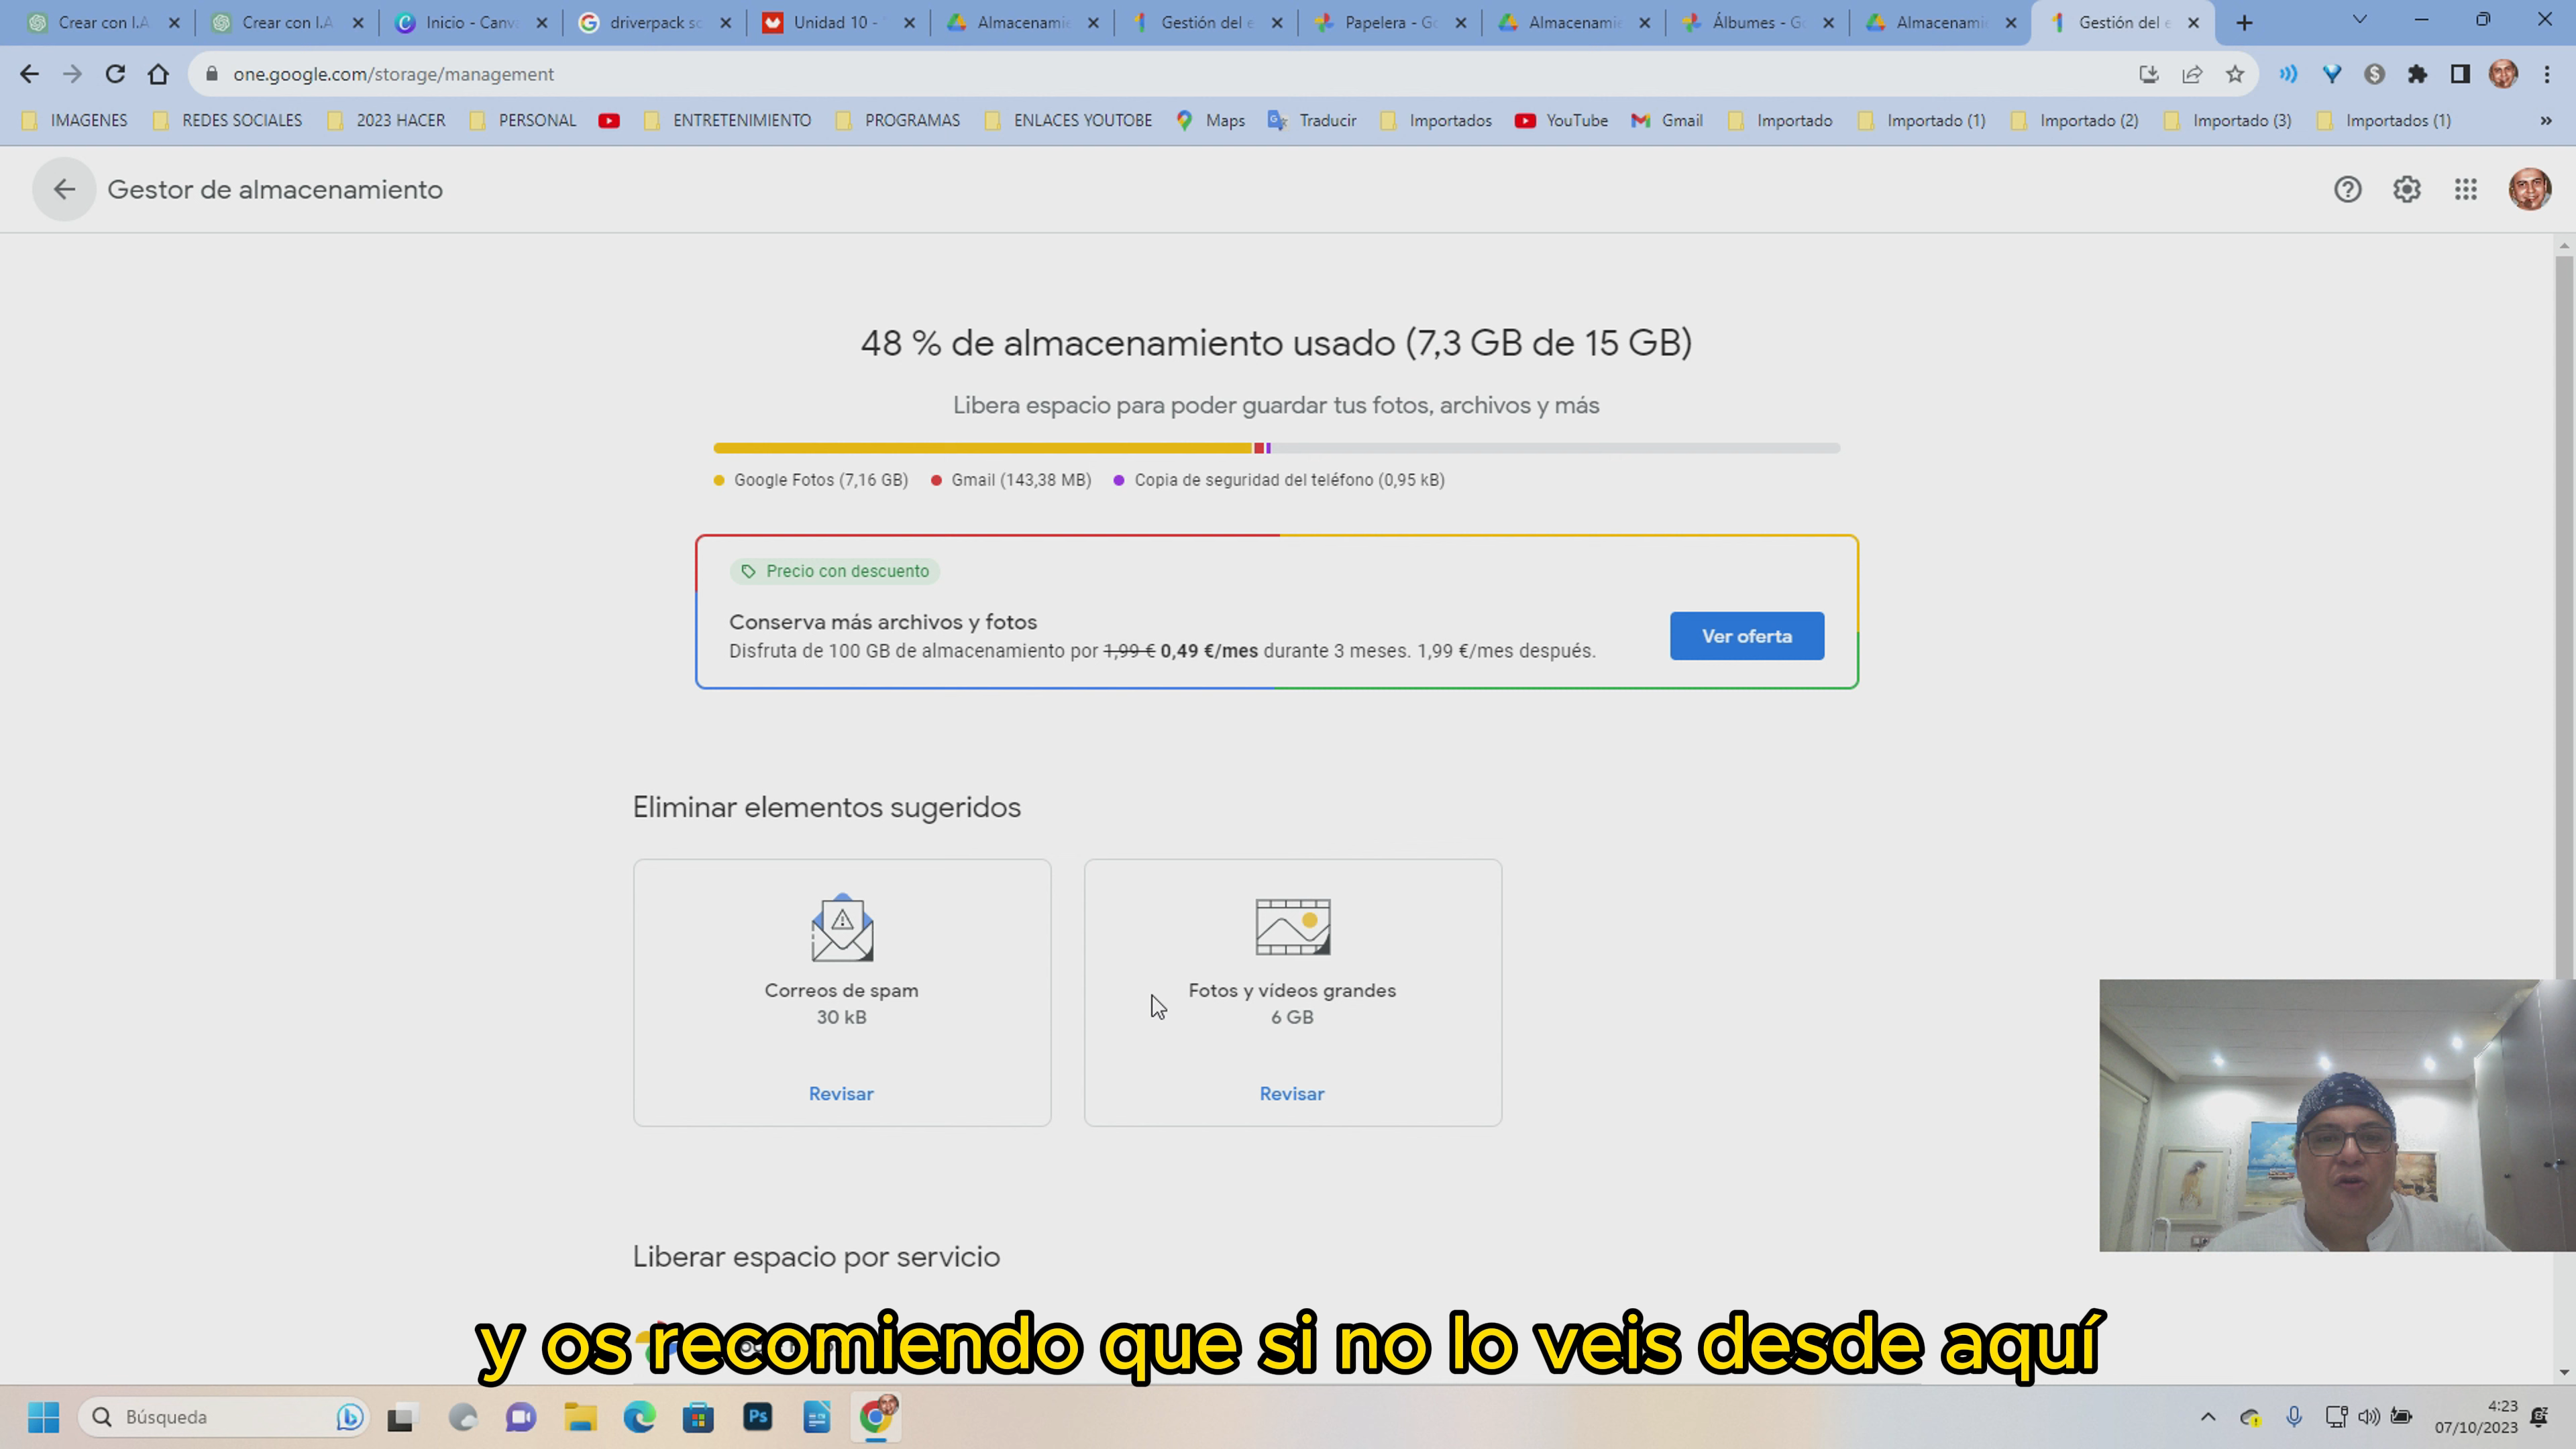 Crear con I.A
Crear con I.A
Inicio - Canv
driverpack sc
Unidad 10 -
Almacenamie
Gestión del e
Papelera - Go
Almacenamie
Álbumes - G
Almacenami
Gestión del e
one.google.com/storage/management
IMAGENES
REDES SOCIALES
2023 HACER
PERSONAL
ENTRETENIMIENTO
PROGRAMAS
ENLACES YOUTOBE
Maps
Traducir
Importados
YouTube
Gmail
Importado
Importado (1)
Importado (2)
Importado (3)
Importados (1)
Gestor de almacenamiento
48 % de almacenamiento usado (7,3 GB de 15 GB)
Libera espacio para poder guardar tus fotos, archivos y más
Google Fotos (7,16 GB)
Gmail (143,38 MB)
Copia de seguridad del teléfono (0,95 kB)
Precio con descuento
Conserva más archivos y fotos
Disfruta de 100 GB de almacenamiento por 1,99 € 0,49 €/mes durante 3 meses. 1,99 €/mes después.
Ver oferta
Eliminar elementos sugeridos
Correos de spam
30 kB
Revisar
Fotos y vídeos grandes
6 GB
Revisar
Liberar espacio por servicio
y os recomiendo que si no lo veis desde aquí
Búsqueda
Ps
4:23
07/10/2023